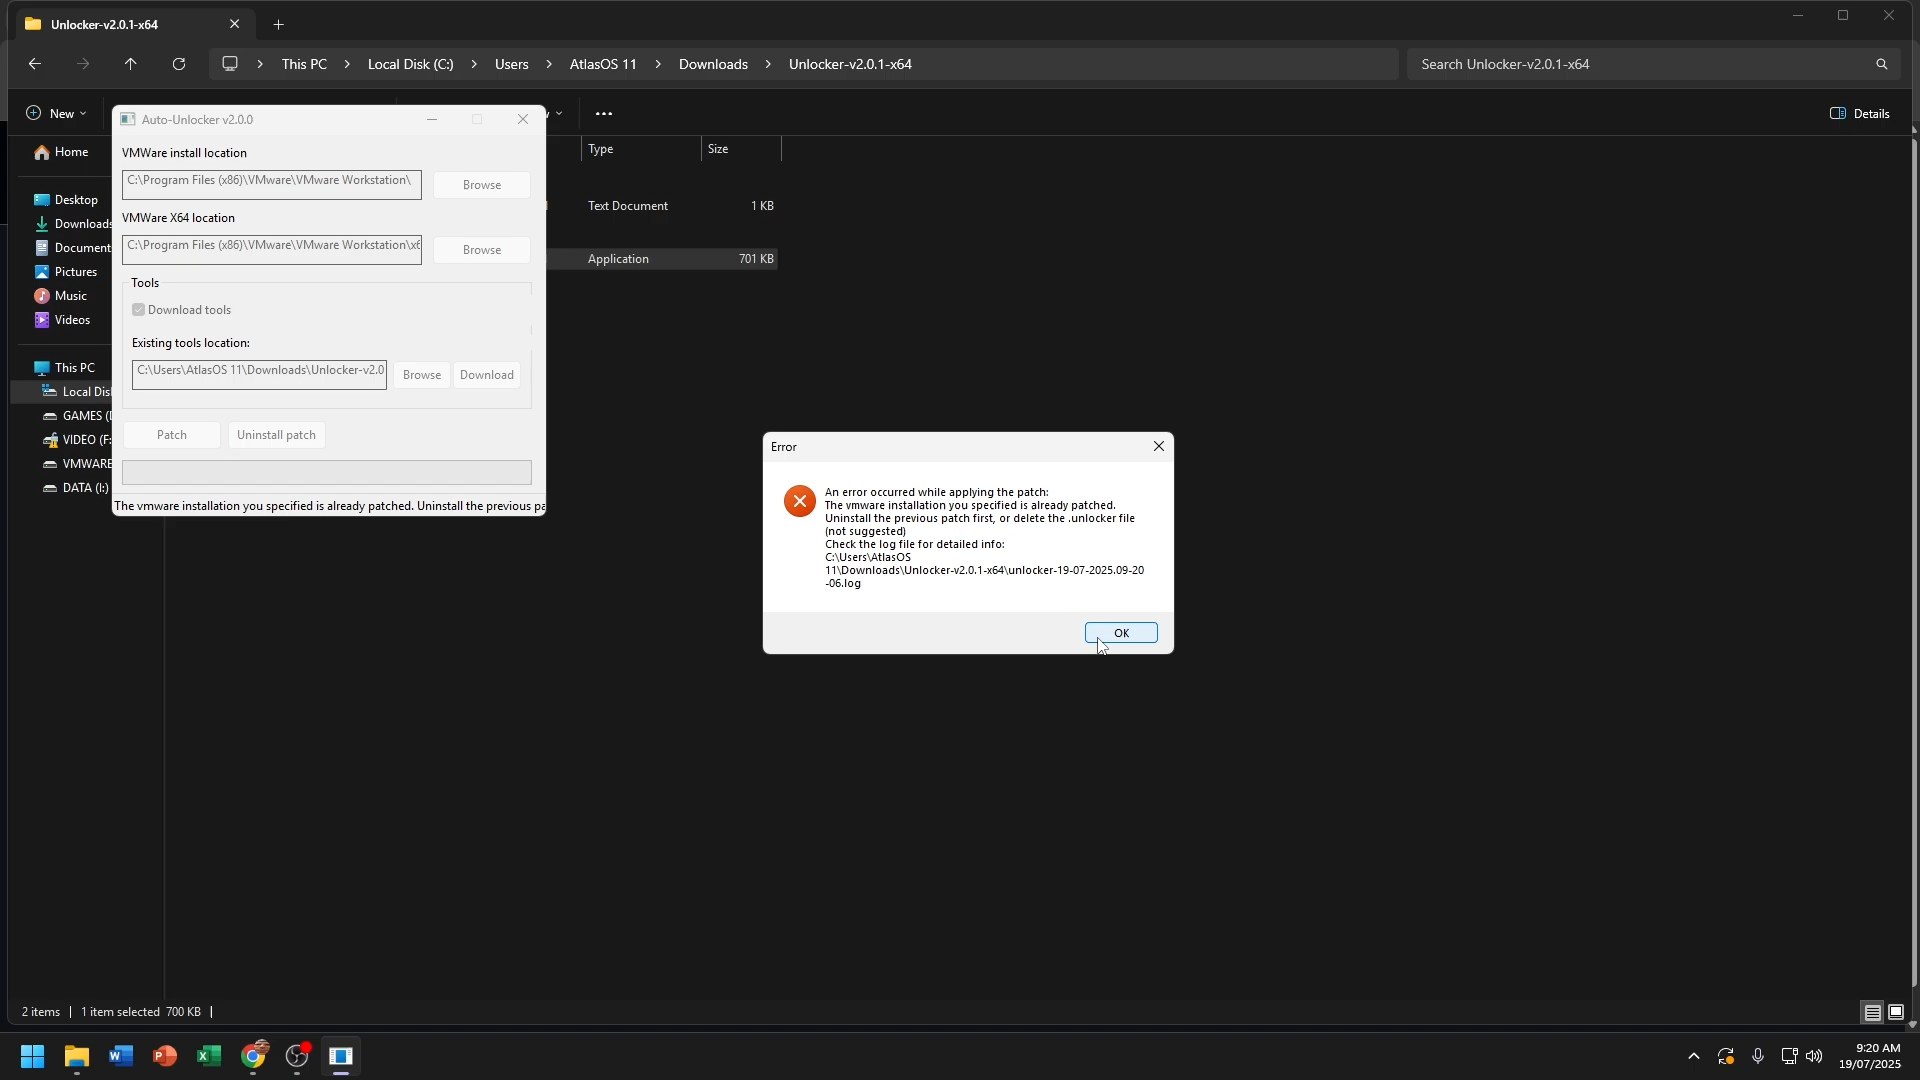 Unlocker-v2.0.1-x64
This PC
Local Disk (C:)
Users
AtlasOS 11
Downloads
Unlocker-v2.0.1-x64
Search Unlocker-v2.0.1-x64
New
Details
Home
Desktop
Downloads
Document
Pictures
Music
Videos
This PC
Local Dis
GAMES (
VIDEO (F:
VMWARE
DATA (I:)
Type
Size
Text Document
1 KB
Application
701 KB
Auto-Unlocker v2.0.0
VMWare install location
C:\Program Files (x86)\VMware\VMware Workstation\
Browse
VMWare X64 location
C:\Program Files (x86)\VMware\VMware Workstation\x6
Browse
Tools
Download tools
Existing tools location:
C:\Users\AtlasOS 11\Downloads\Unlocker-v2.0
Browse
Download
Patch
Uninstall patch
The vmware installation you specified is already patched. Uninstall the previous pa
Error
An error occurred while applying the patch:
The vmware installation you specified is already patched.
Uninstall the previous patch first, or delete the .unlocker file
(not suggested)
Check the log file for detailed info:
C:\Users\AtlasOS
11\Downloads\Unlocker-v2.0.1-x64\unlocker-19-07-2025.09-20
-06.log
OK
2 items
1 item selected 700 KB
9:20 AM
19/07/2025